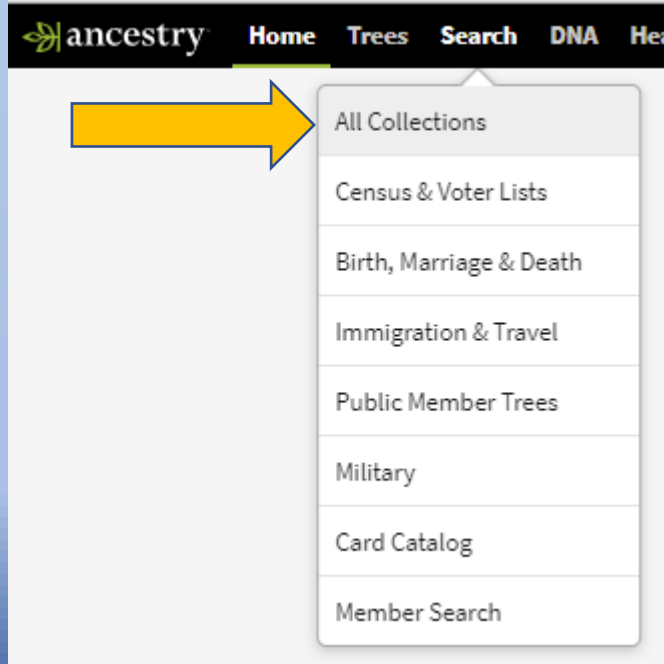 ancestry Home Trees Search DNA Hea
All Collections
Census & Voter Lists
Birth, Marriage & Death
Immigration & Travel
Public Member Trees
Military
Card Catalog
Member Search